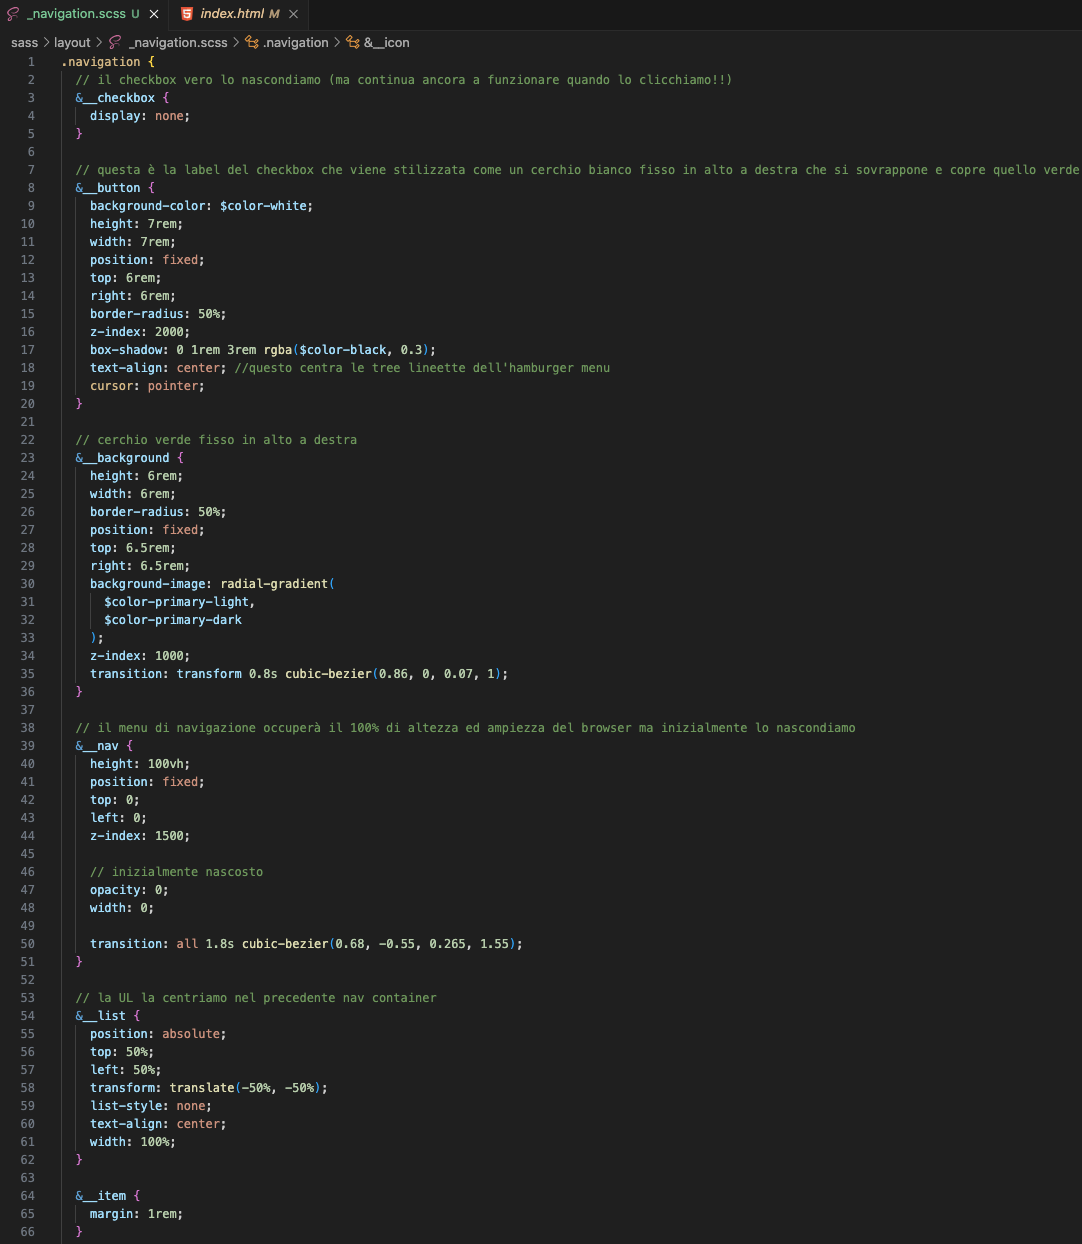 _navigation.scss U × index.html M ×
sass > layout > _navigation.scss > .navigation > &__icon
1 .navigation {
2 // il checkbox vero lo nascondiamo (ma continua ancora a funzionare quando lo clicchiamo!!)
3 &__checkbox {
4 display: none;
5 }
6
7 // questa è la label del checkbox che viene stilizzata come un cerchio bianco fisso in alto a destra che si sovrappone e copre quello verde
8 &__button {
9 background-color: $color-white;
10 height: 7rem;
11 width: 7rem;
12 position: fixed;
13 top: 6rem;
14 right: 6rem;
15 border-radius: 50%;
16 z-index: 2000;
17 box-shadow: 0 1rem 3rem rgba($color-black, 0.3);
18 text-align: center; //questo centra le tree lineette dell'hamburger menu
19 cursor: pointer;
20 }
21
22 // cerchio verde fisso in alto a destra
23 &__background {
24 height: 6rem;
25 width: 6rem;
26 border-radius: 50%;
27 position: fixed;
28 top: 6.5rem;
29 right: 6.5rem;
30 background-image: radial-gradient(
31 $color-primary-light,
32 $color-primary-dark
33 );
34 z-index: 1000;
35 transition: transform 0.8s cubic-bezier(0.86, 0, 0.07, 1);
36 }
37
38 // il menu di navigazione occuperà il 100% di altezza ed ampiezza del browser ma inizialmente lo nascondiamo
39 &__nav {
40 height: 100vh;
41 position: fixed;
42 top: 0;
43 left: 0;
44 z-index: 1500;
45
46 // inizialmente nascosto
47 opacity: 0;
48 width: 0;
49
50 transition: all 1.8s cubic-bezier(0.68, -0.55, 0.265, 1.55);
51 }
52
53 // la UL la centriamo nel precedente nav container
54 &__list {
55 position: absolute;
56 top: 50%;
57 left: 50%;
58 transform: translate(-50%, -50%);
59 list-style: none;
60 text-align: center;
61 width: 100%;
62 }
63
64 &__item {
65 margin: 1rem;
66 }